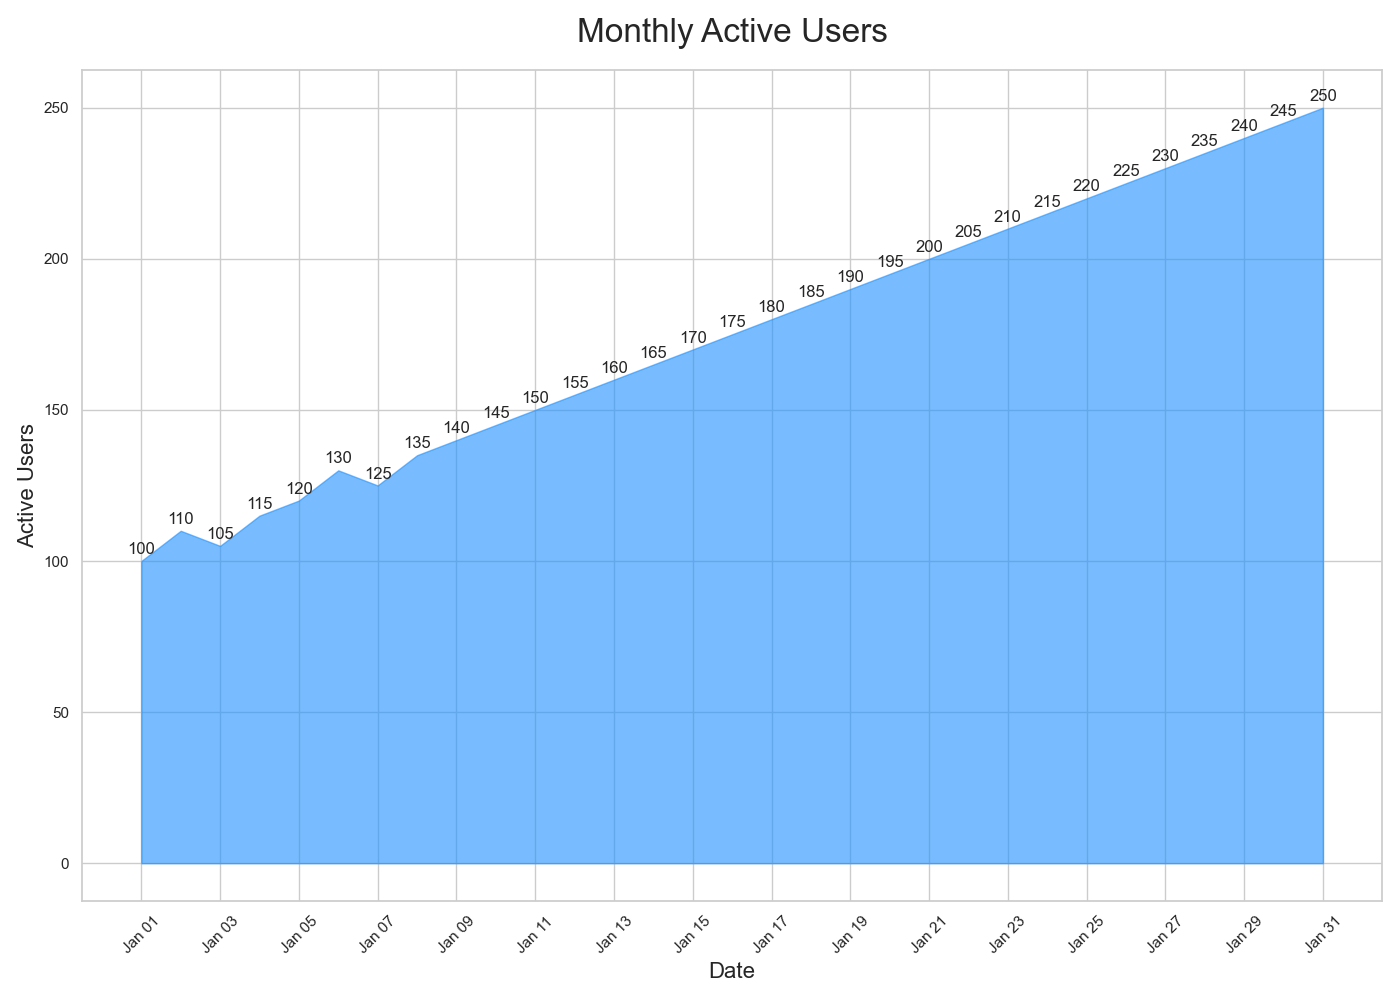 Monthly Active Users
250
200
150
100
50
0
Active Users
100
110
105
115
120
130
125
135
140
145
150
155
160
165
170
175
180
185
190
195
200
205
210
215
220
225
230
235
240
245
250
Jan 01
Jan 03
Jan 05
Jan 07
Jan 09
Jan 11
Jan 13
Jan 15
Jan 17
Jan 19
Jan 21
Jan 23
Jan 25
Jan 27
Jan 29
Jan 31
Date